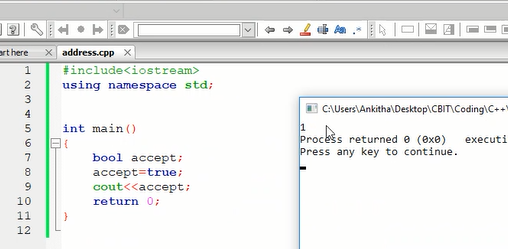 art here
address.cpp
1 #include<iostream>
2 using namespace std;
3
4
5 int main()
6 {
7 bool accept;
8 accept=true;
9 cout<<accept;
10 return 0;
11 }
12
C:\Users\Ankitha\Desktop\CBIT\Coding\C++\
1
Process returned 0 (0x0) executi
Press any key to continue.